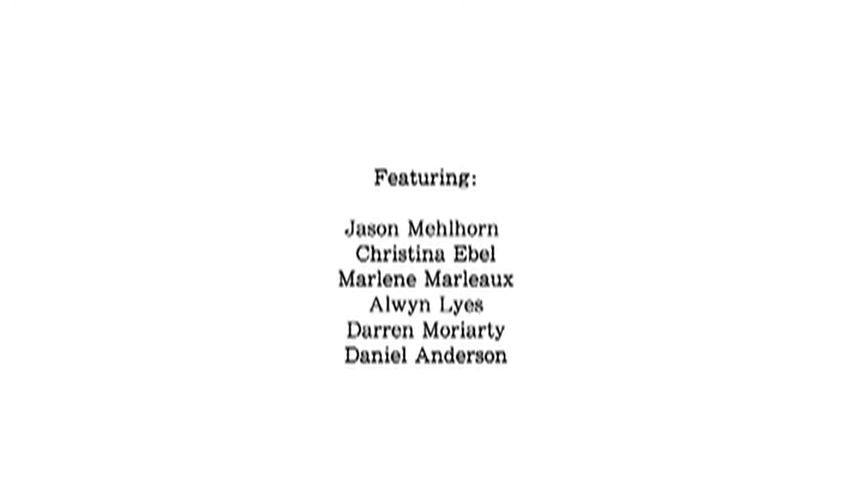 Featuring:
Jason Mehlhorn
Christina Ebel
Marlene Marleaux
Alwyn Lyes
Darren Moriarty
Daniel Anderson